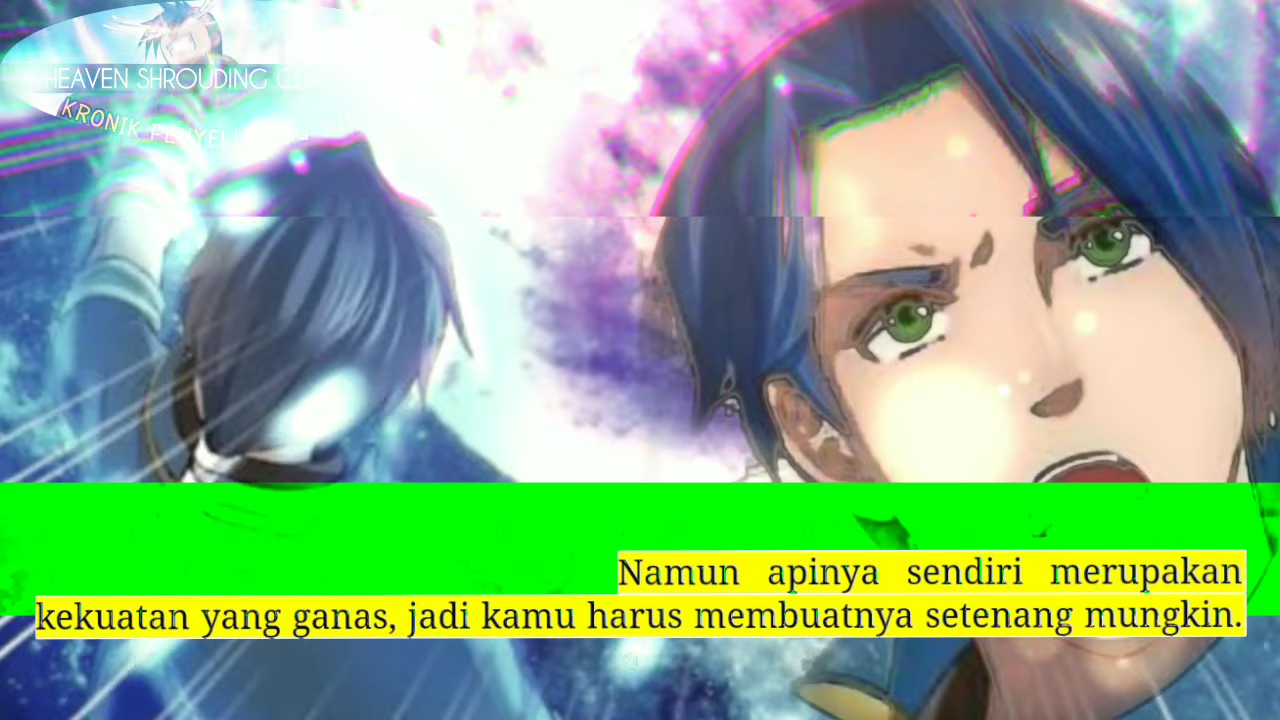 HEAVEN SHROUDING
KRONIK
Namun apinya sendiri merupakan
kekuatan yang ganas, jadi kamu harus membuatnya setenang mungkin.